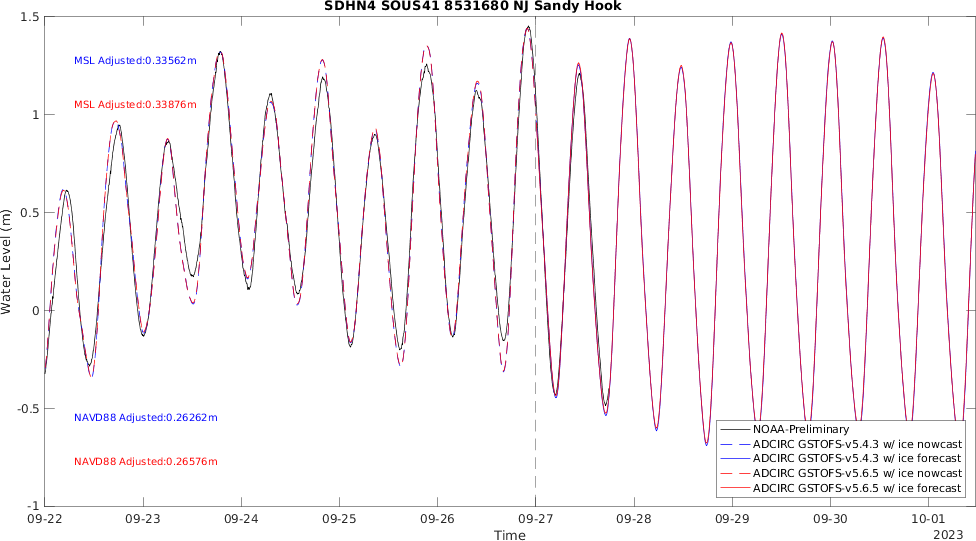 SDHN4 SOUS41 8531680 NJ Sandy Hook
1.5
1
0.5
0
-0.5
-1
Water Level (m)
MSL Adjusted:0.33562m
MSL Adjusted:0.33876m
NAVD88 Adjusted:0.26262m
NAVD88 Adjusted:0.26576m
NOAA-Preliminary
ADCIRC GSTOFS-v5.4.3 w/ ice nowcast
ADCIRC GSTOFS-v5.4.3 w/ ice forecast
ADCIRC GSTOFS-v5.6.5 w/ ice nowcast
ADCIRC GSTOFS-v5.6.5 w/ ice forecast
09-22 09-23 09-24 09-25 09-26 09-27 09-28 09-29 09-30 10-01
Time
2023